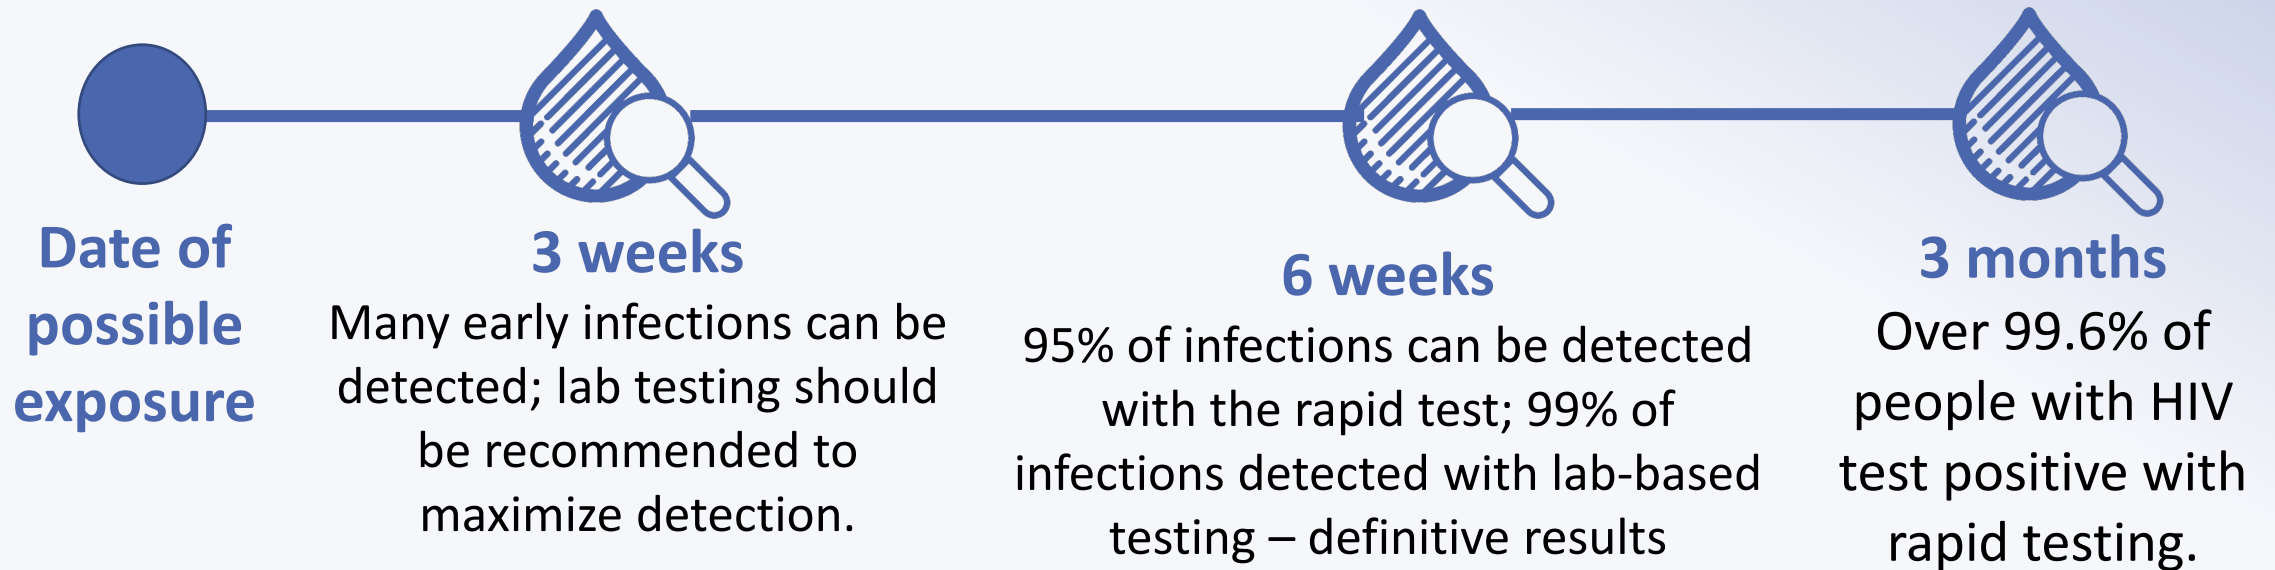 Date of
possible
exposure
3 weeks
Many early infections can be
detected; lab testing should
be recommended to
maximize detection.
6 weeks
95% of infections can be detected
with the rapid test; 99% of
infections detected with lab-based
testing – definitive results
3 months
Over 99.6% of
people with HIV
test positive with
rapid testing.